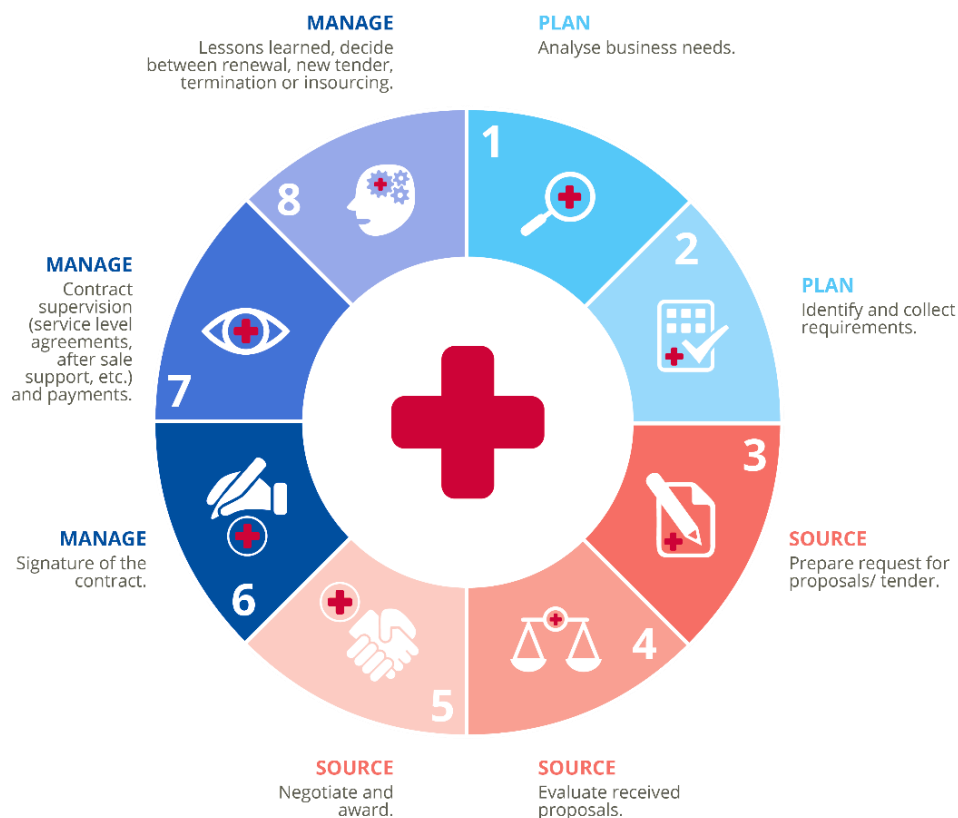 MANAGE
Lessons learned, decide
between renewal, new tender,
termination or insourcing.
PLAN
Analyse business needs.
1
2
PLAN
Identify and collect
requirements.
3
SOURCE
Prepare request for
proposals/ tender.
4
SOURCE
Evaluate received
proposals.
5
SOURCE
Negotiate and
award.
6
MANAGE
Signature of the
contract.
7
MANAGE
Contract
supervision
(service level
agreements,
after sale
support, etc.)
and payments.
8